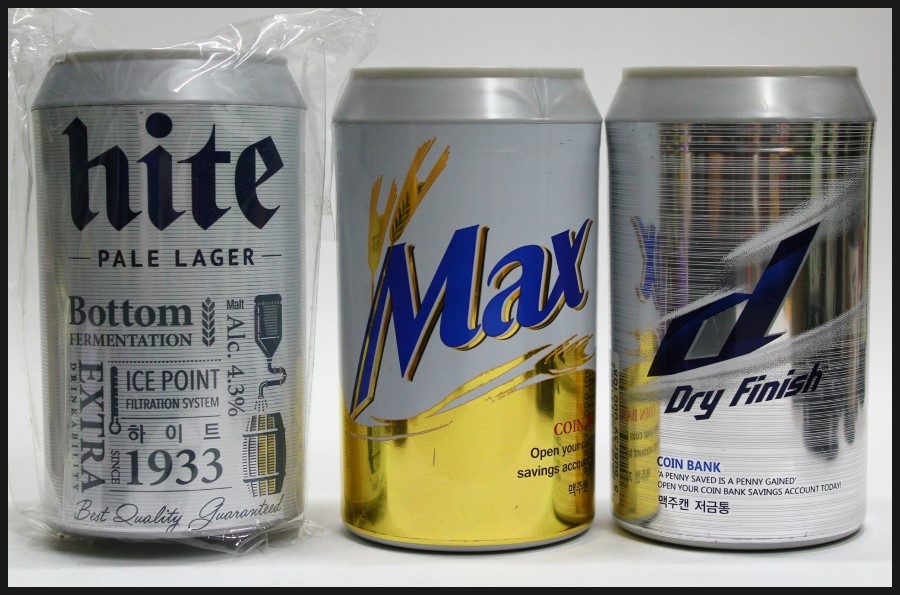 hite
PALE LAGER
Bottom
FERMENTATION
Malt
Alc. 4.3%
EXTRA
DRINKABILITY
ICE POINT
FILTRATION SYSTEM
하이트
SINCE
1933
Best Quality Guaranteed
Max
COIN
Open your
savings
맥주
d
Dry Finish
COIN BANK
'A PENNY SAVED IS A PENNY GAINED'
OPEN YOUR COIN BANK SAVINGS ACCOUNT TODAY!
맥주캔 저금통